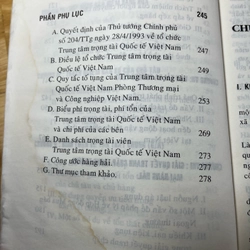 PHẦN PHỤ LỤC 245
A. Quyết định của Thủ tướng Chính phủ
số 204/TTg ngày 28/4/1993 về tổ chức
Trung tâm trọng tài Quốc tế Việt Nam 247
B. Điều lệ tổ chức Trung tâm trọng tài
Quốc tế Việt Nam. 249
C. Quy tắc tố tụng của Trung tâm trọng tài
Quốc tế Việt Nam Phòng Thương mại
và Công nghiệp Việt Nam. 253
D. Biểu phí trọng tài, phí tổn của
Trung tâm trọng tài Quốc tế Việt Nam
và chi phí của các bên 269
E. Danh sách trọng tài viên
Trung tâm trọng tài Quốc tế Việt Nam 273
F. Công ước hàng hải. 277
G. Thư mục tham khảo. 278